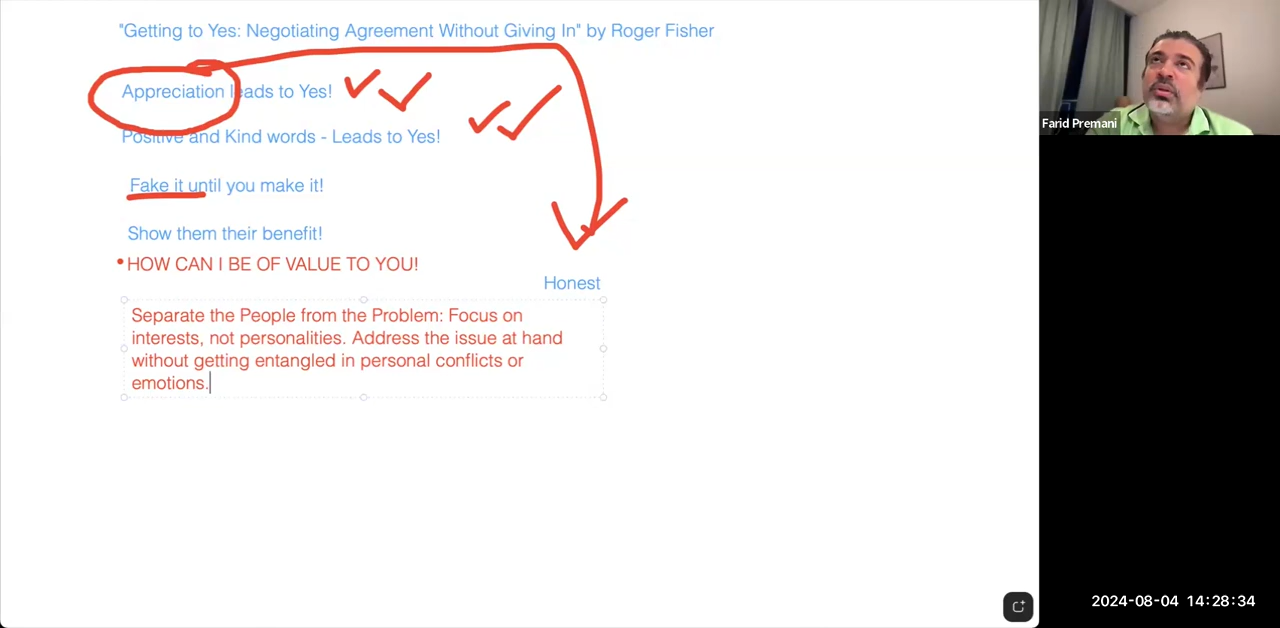 "Getting to Yes: Negotiating Agreement Without Giving In" by Roger Fisher
Appreciation leads to Yes!
Positive and Kind words - Leads to Yes!
Fake it until you make it!
Show them their benefit!
•HOW CAN I BE OF VALUE TO YOU!
Honest
Separate the People from the Problem: Focus on
interests, not personalities. Address the issue at hand
without getting entangled in personal conflicts or
emotions.
Farid Premani
2024-08-04 14:28:34